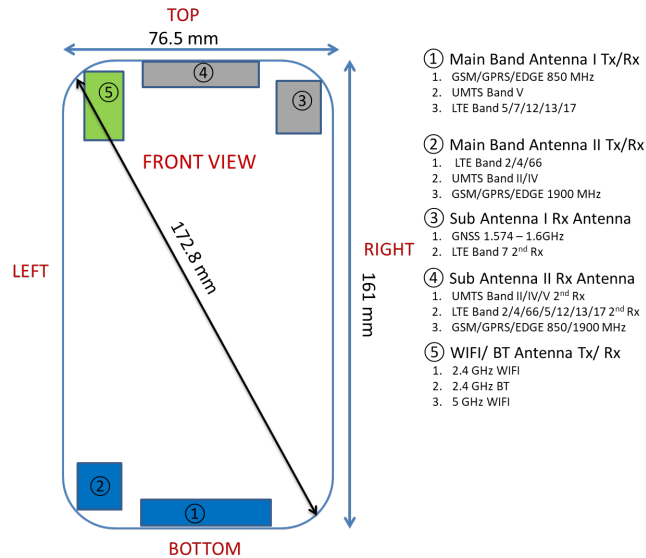 TOP
76.5 mm
④
⑤
③
FRONT VIEW
172.8 mm
LEFT
RIGHT
161 mm
②
①
BOTTOM
① Main Band Antenna I Tx/Rx
1. GSM/GPRS/EDGE 850 MHz
2. UMTS Band V
3. LTE Band 5/7/12/13/17
② Main Band Antenna II Tx/Rx
1. LTE Band 2/4/66
2. UMTS Band II/IV
3. GSM/GPRS/EDGE 1900 MHz
③ Sub Antenna I Rx Antenna
1. GNSS 1.574 – 1.6GHz
2. LTE Band 7 2nd Rx
④ Sub Antenna II Rx Antenna
1. UMTS Band II/IV/V 2nd Rx
2. LTE Band 2/4/66/5/12/13/17 2nd Rx
3. GSM/GPRS/EDGE 850/1900 MHz
⑤ WIFI/ BT Antenna Tx/ Rx
1. 2.4 GHz WIFI
2. 2.4 GHz BT
3. 5 GHz WIFI